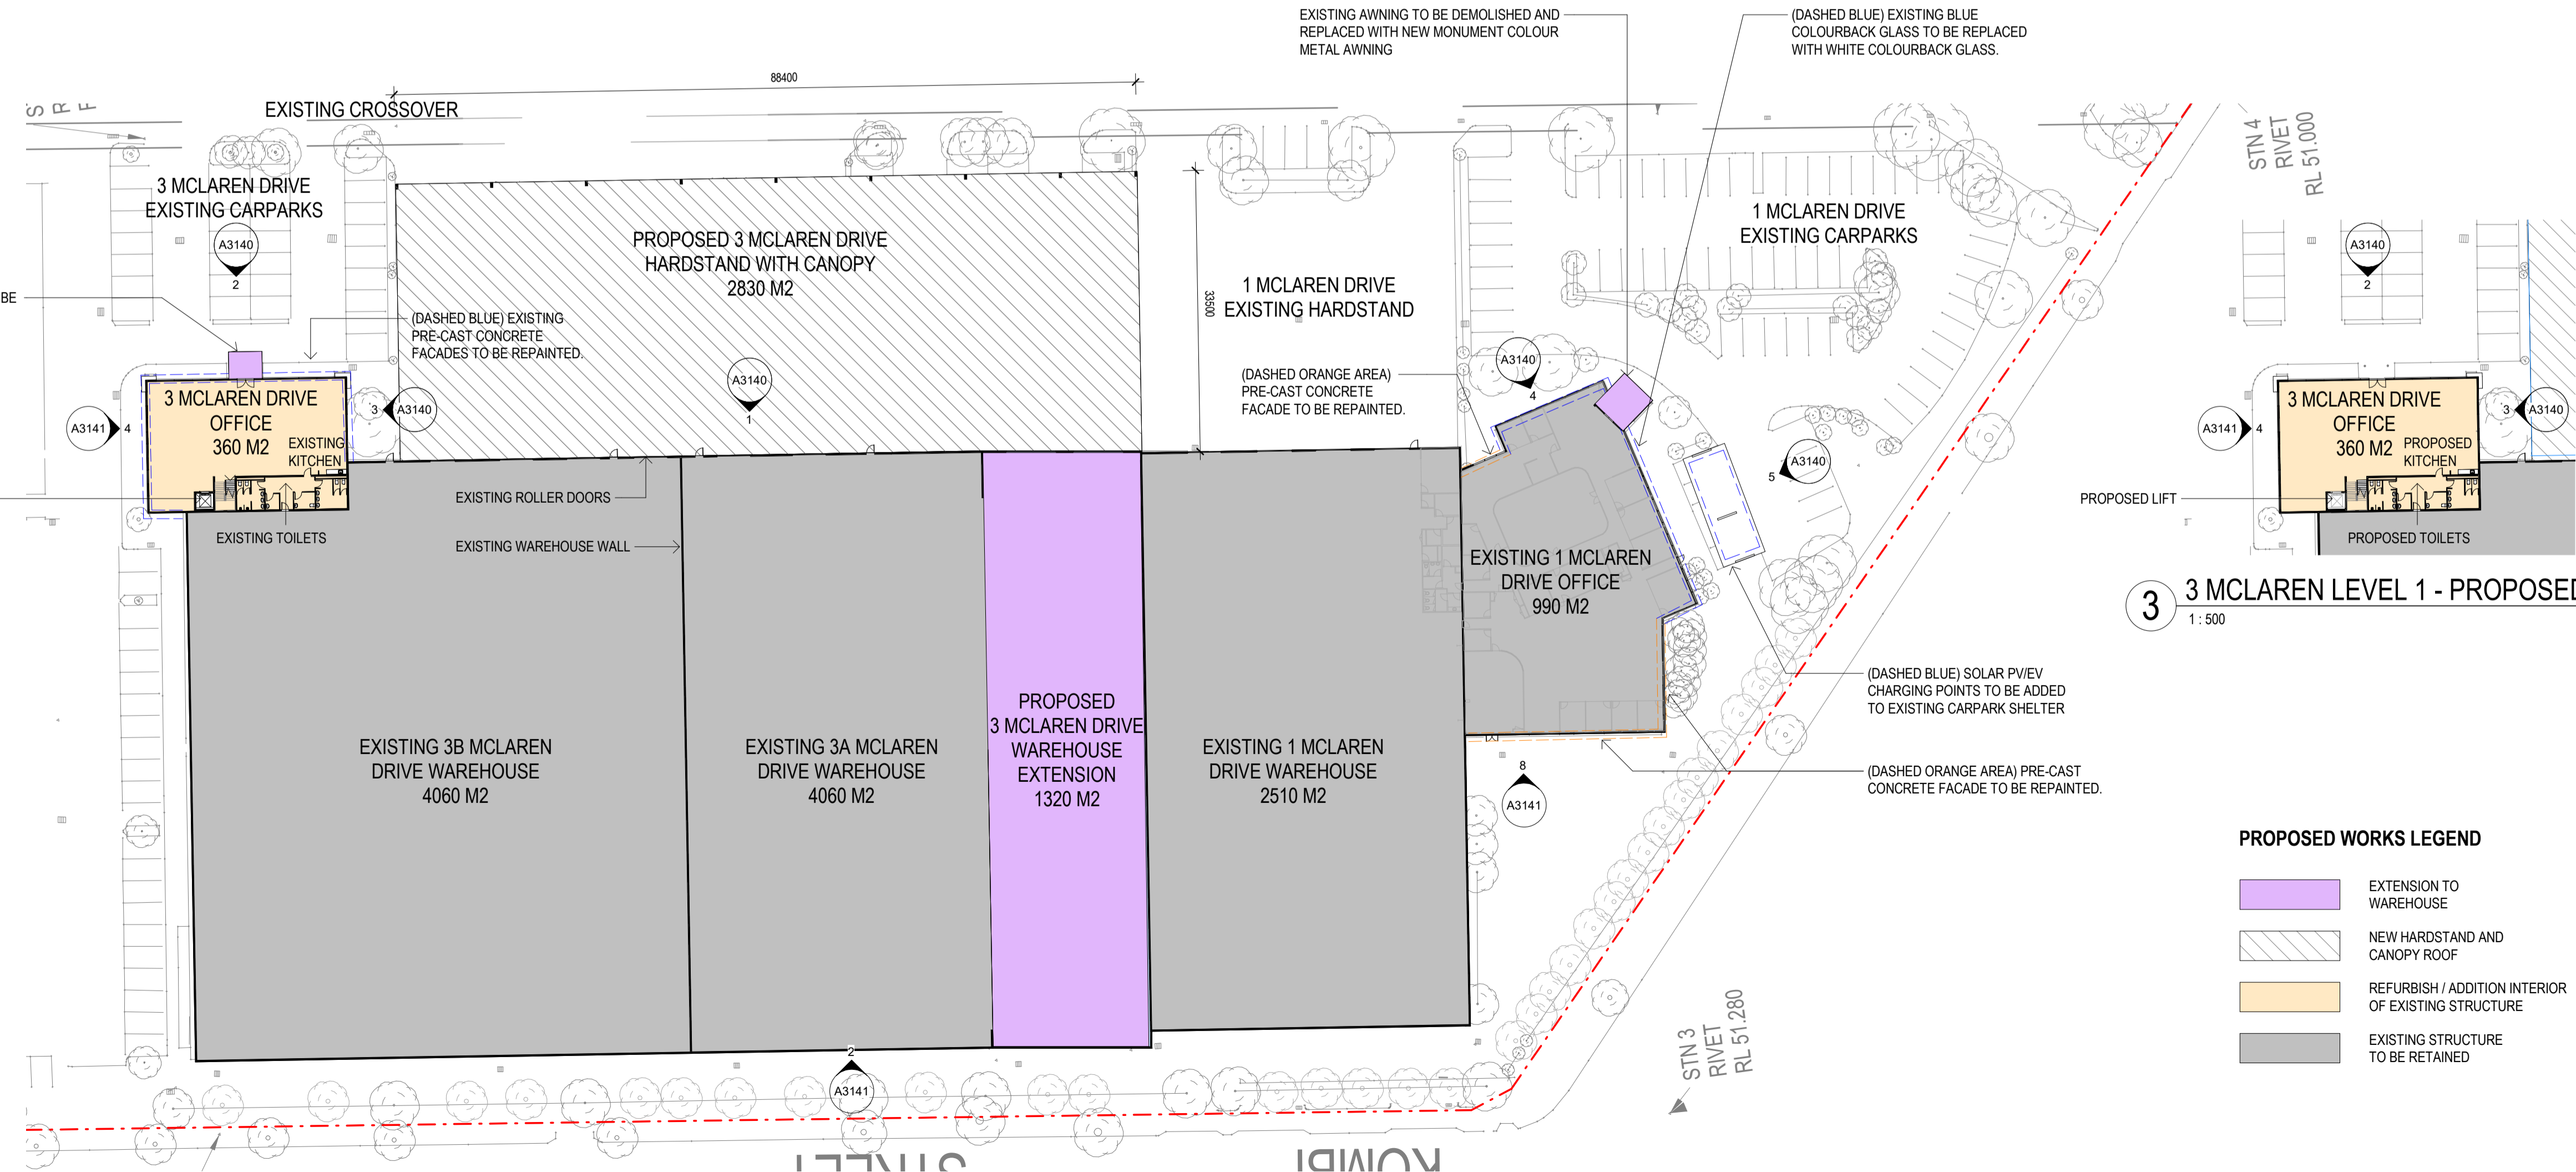 EXISTING AWNING TO BE DEMOLISHED AND
REPLACED WITH NEW MONUMENT COLOUR
METAL AWNING
(DASHED BLUE) EXISTING BLUE
COLOURBACK GLASS TO BE REPLACED
WITH WHITE COLOURBACK GLASS.
88400
EXISTING CROSSOVER
STN 4
RIVET
RL 51.000
3 MCLAREN DRIVE
EXISTING CARPARKS
A3140
2
BE
PROPOSED 3 MCLAREN DRIVE
HARDSTAND WITH CANOPY
2830 M2
(DASHED BLUE) EXISTING
PRE-CAST CONCRETE
FACADES TO BE REPAINTED.
A3140
1
33500
1 MCLAREN DRIVE
EXISTING HARDSTAND
1 MCLAREN DRIVE
EXISTING CARPARKS
(DASHED ORANGE AREA)
PRE-CAST CONCRETE
FACADE TO BE REPAINTED.
A3140
4
A3140
5
3 MCLAREN DRIVE
OFFICE
360 M2
EXISTING
KITCHEN
A3141
4
3
A3140
EXISTING TOILETS
EXISTING ROLLER DOORS
EXISTING WAREHOUSE WALL
A3140
2
3 MCLAREN DRIVE
OFFICE
360 M2
PROPOSED
KITCHEN
A3141
4
3
A3140
PROPOSED LIFT
PROPOSED TOILETS
3
3 MCLAREN LEVEL 1 - PROPOSED
1 : 500
EXISTING 3B MCLAREN
DRIVE WAREHOUSE
4060 M2
EXISTING 3A MCLAREN
DRIVE WAREHOUSE
4060 M2
PROPOSED
3 MCLAREN DRIVE
WAREHOUSE
EXTENSION
1320 M2
EXISTING 1 MCLAREN
DRIVE WAREHOUSE
2510 M2
EXISTING 1 MCLAREN
DRIVE OFFICE
990 M2
(DASHED BLUE) SOLAR PV/EV
CHARGING POINTS TO BE ADDED
TO EXISTING CARPARK SHELTER
(DASHED ORANGE AREA) PRE-CAST
CONCRETE FACADE TO BE REPAINTED.
8
A3141
2
A3141
STN 3
RIVET
RL 51.280
PROPOSED WORKS LEGEND
EXTENSION TO
WAREHOUSE
NEW HARDSTAND AND
CANOPY ROOF
REFURBISH / ADDITION INTERIOR
OF EXISTING STRUCTURE
EXISTING STRUCTURE
TO BE RETAINED
KOMBI
STREET